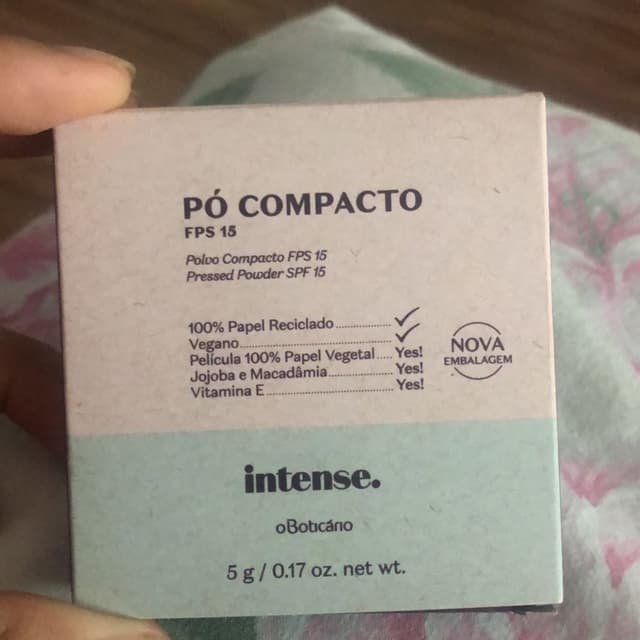 PÓ COMPACTO
FPS 15
Polvo Compacto FPS 15
Pressed Powder SPF 15
100% Papel Reciclado
Vegano
Película 100% Papel Vegetal.... Yes!
Jojoba e Macadâmia Yes!
Vitamina E Yes!
NOVA
EMBALAGEM
intense.
oBoticário
5 g / 0.17 oz. net wt.